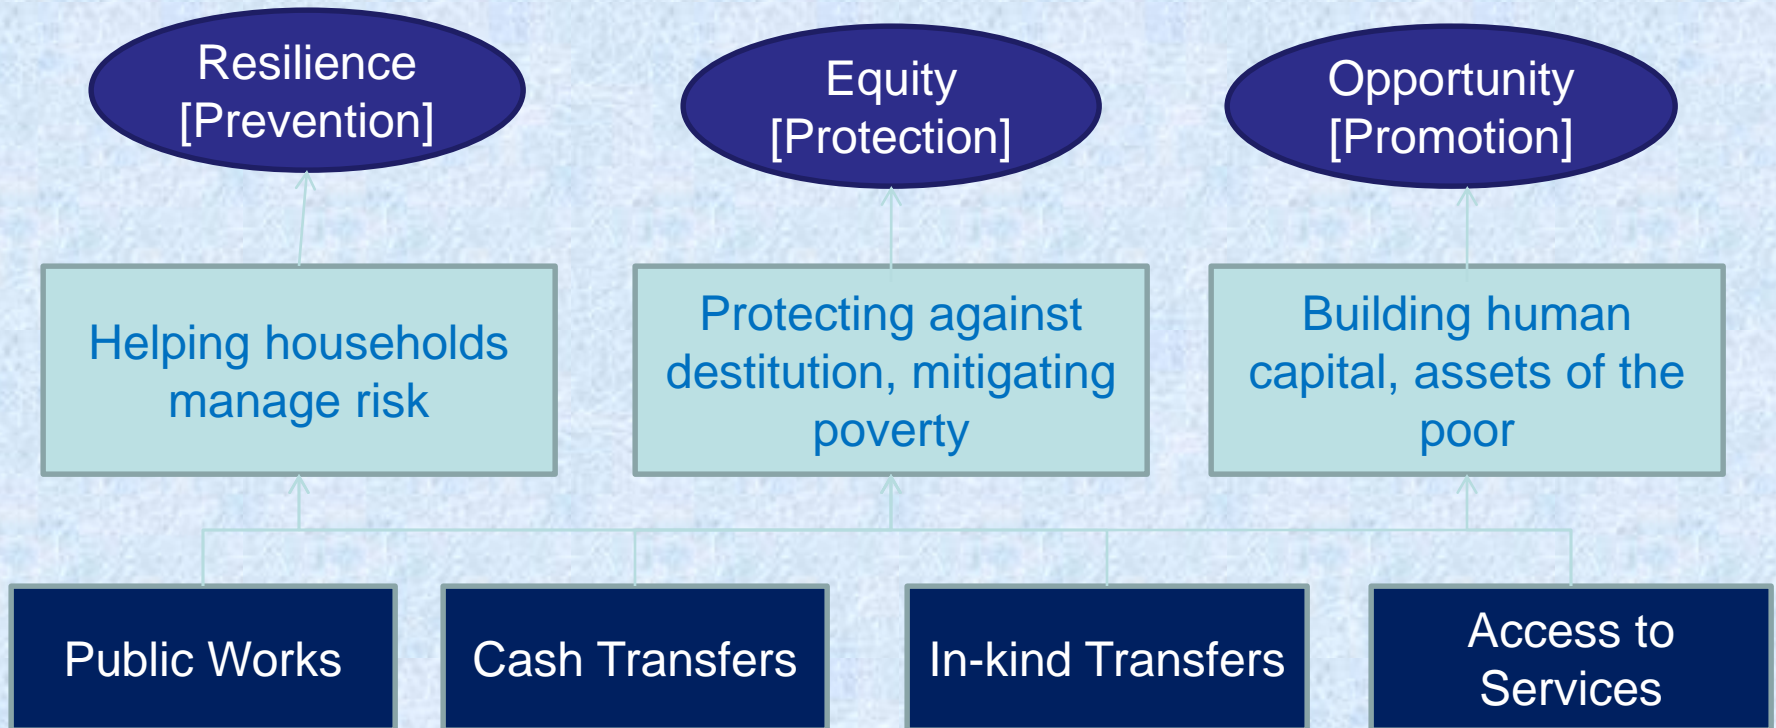 Resilience
[Prevention]
Equity
[Protection]
Opportunity
[Promotion]
Helping households
manage risk
Protecting against
destitution, mitigating
poverty
Building human
capital, assets of the
poor
Public Works
Cash Transfers
In-kind Transfers
Access to
Services